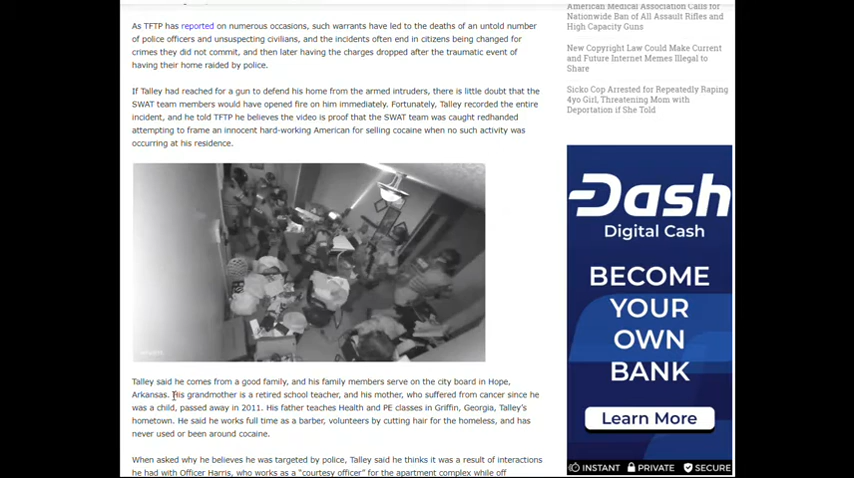 As TFTP has reported on numerous occasions, such warrants have led to the deaths of an untold number
of police officers and unsuspecting civilians, and the incidents often end in citizens being changed for
crimes they did not commit, and then later having the charges dropped after the traumatic event of
having their home raided by police.
If Talley had reached for a gun to defend his home from the armed intruders, there is little doubt that the
SWAT team members would have opened fire on him immediately. Fortunately, Talley recorded the entire
incident, and he told TFTP he believes the video is proof that the SWAT team was caught redhanded
attempting to frame an innocent hard-working American for selling cocaine when no such activity was
occurring at his residence.
Talley said he comes from a good family, and his family members serve on the city board in Hope,
Arkansas. His grandmother is a retired school teacher, and his mother, who suffered from cancer since he
was a child, passed away in 2011. His father teaches Health and PE classes in Griffin, Georgia, Talley's
hometown. He said he works full time as a barber, volunteers by cutting hair for the homeless, and has
never used or been around cocaine.
When asked why he believes he was targeted by police, Talley said he thinks it was a result of interactions
he had with Officer Harris, who works as a "courtesy officer" for the apartment complex while off
American Medical Association Calls for
Nationwide Ban of All Assault Rifles and
High Capacity Guns
New Copyright Law Could Make Current
and Future Internet Memes Illegal to
Share
Sicko Cop Arrested for Repeatedly Raping
4yo Girl, Threatening Mom with
Deportation if She Told
Dash
Digital Cash
BECOME
YOUR
OWN
BANK
Learn More
INSTANT PRIVATE SECURE